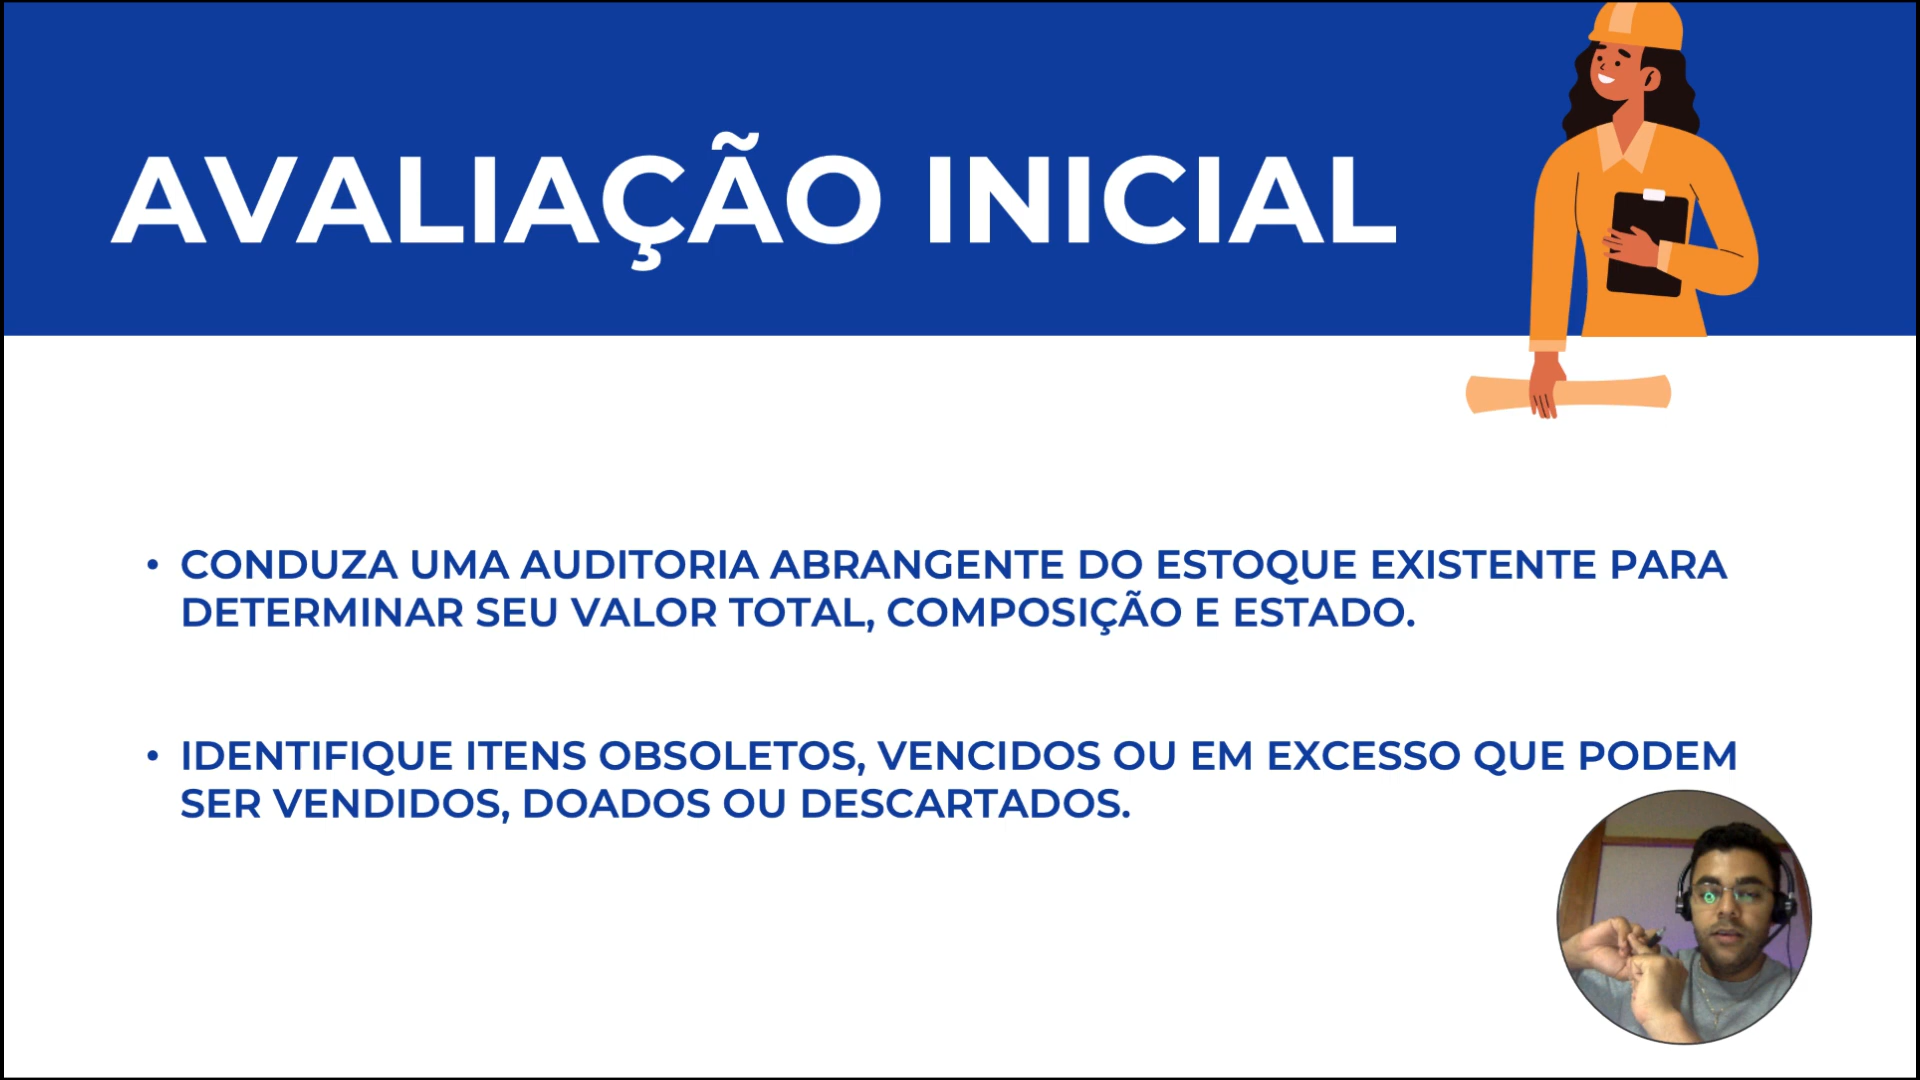 AVALIAÇÃO INICIAL
• CONDUZA UMA AUDITORIA ABRANGENTE DO ESTOQUE EXISTENTE PARA
DETERMINAR SEU VALOR TOTAL, COMPOSIÇÃO E ESTADO.
• IDENTIFIQUE ITENS OBSOLETOS, VENCIDOS OU EM EXCESSO QUE PODEM
SER VENDIDOS, DOADOS OU DESCARTADOS.